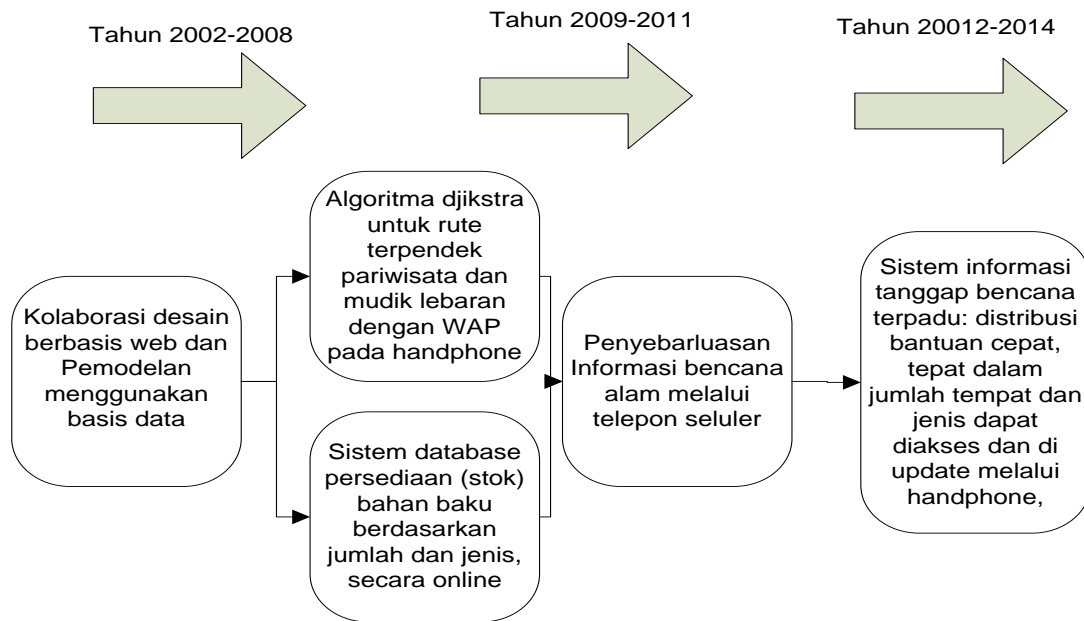 Tahun 2002-2008
Tahun 2009-2011
Tahun 20012-2014
Kolaborasi desain
berbasis web dan
Pemodelan
menggunakan
basis data
Algoritma djikstra
untuk rute
terpendek
pariwisata dan
mudik lebaran
dengan WAP
pada handphone
Sistem database
persediaan (stok)
bahan baku
berdasarkan
jumlah dan jenis,
secara online
Penyebarluasan
Informasi bencana
alam melalui
telepon seluler
Sistem informasi
tanggap bencana
terpadu: distribusi
bantuan cepat,
tepat dalam
jumlah tempat dan
jenis dapat
diakses dan di
update melalui
handphone,